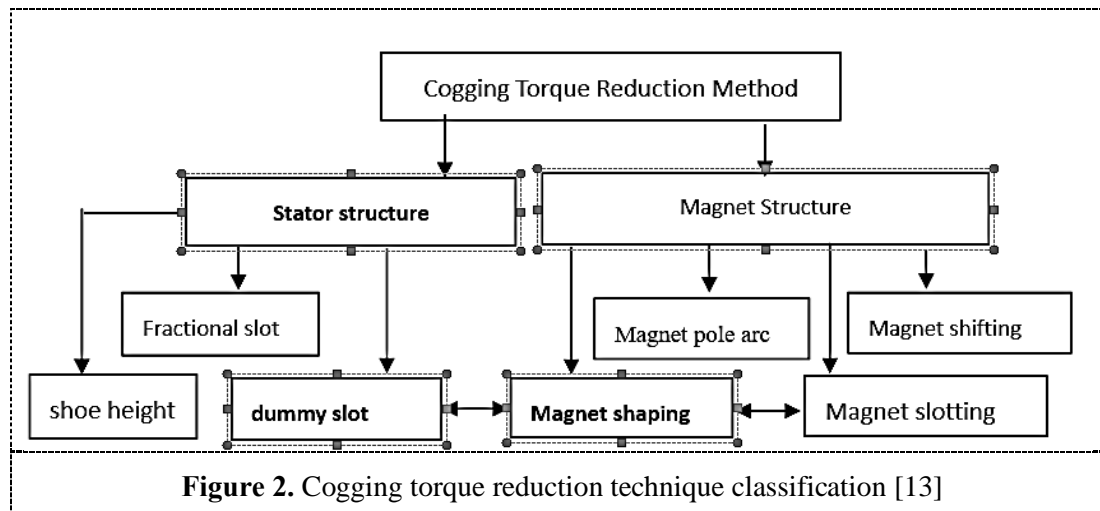 Cogging Torque Reduction Method
Stator structure
Magnet Structure
Fractional slot
Magnet pole arc
Magnet shifting
shoe height
dummy slot
Magnet shaping
Magnet slotting
Figure 2. Cogging torque reduction technique classification [13]